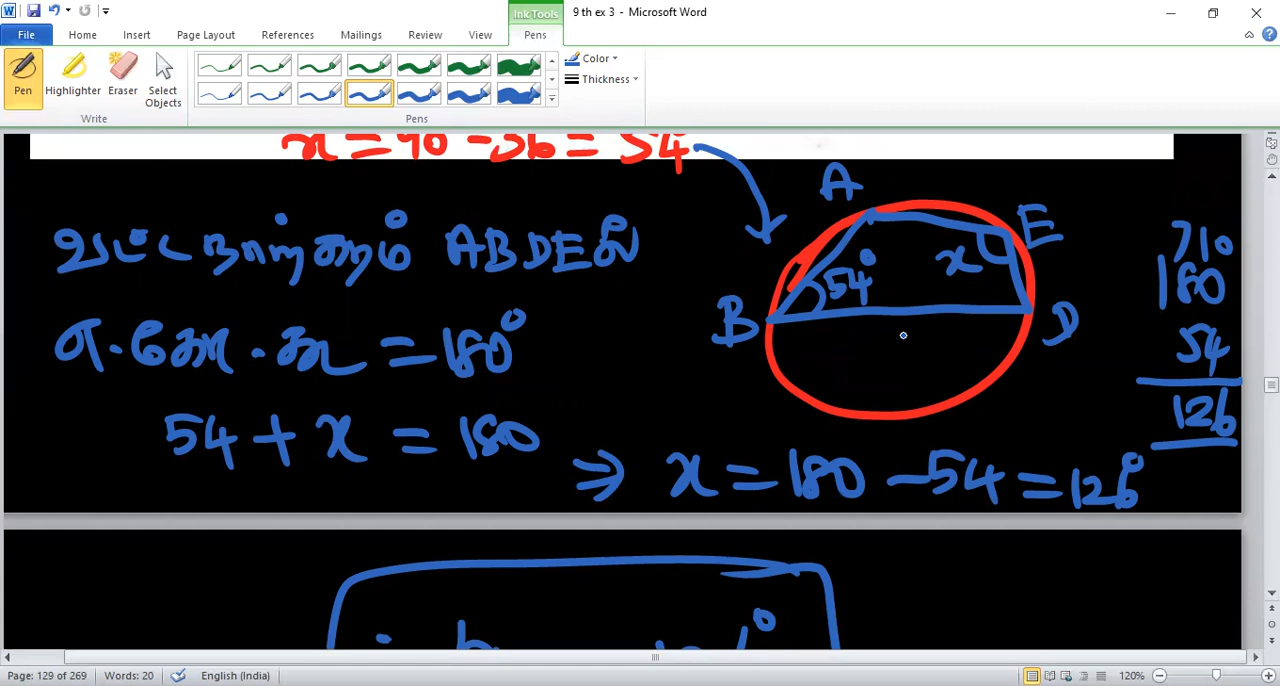 9 th ex 3 - Microsoft Word
Ink Tools
File Home Insert Page Layout References Mailings Review View Pens
Pen Highlighter Eraser Select Objects
Color
Thickness
Write
Pens
x = 90 - 36 = 54°
வட்ட நாற்கரம் ABDE ல்
எ.கோ.கூ = 180°
54 + x = 180
⇒ x = 180 - 54 = 126°
A
E
x
54°
B
D
710
180
54
126
Page: 129 of 269 Words: 20 English (India) 120%